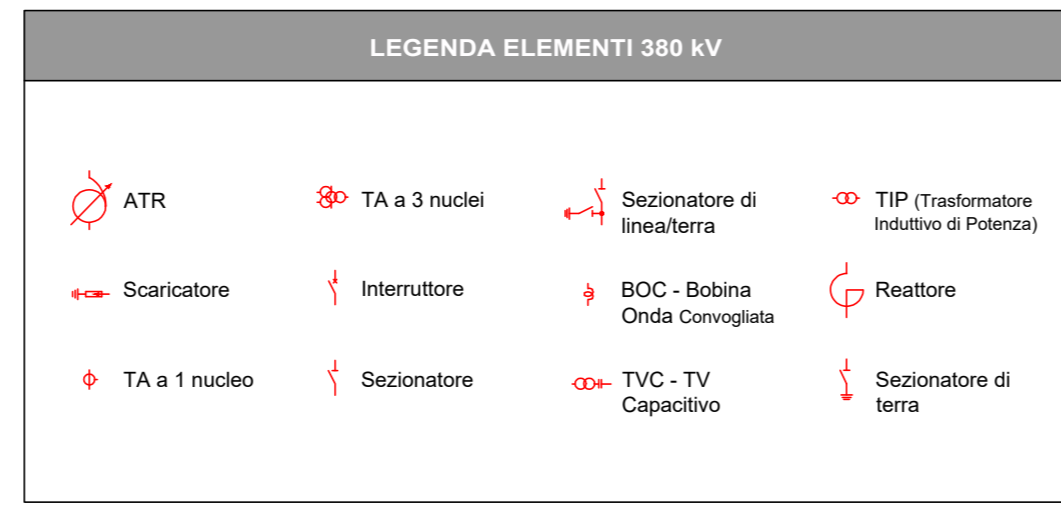 LEGENDA ELEMENTI 380 kV
ATR
TA a 3 nuclei
Sezionatore di
linea/terra
TIP (Trasformatore
Induttivo di Potenza)
Scaricatore
Interruttore
BOC - Bobina
Onda Convogliata
Reattore
TA a 1 nucleo
Sezionatore
TVC - TV
Capacitivo
Sezionatore di
terra